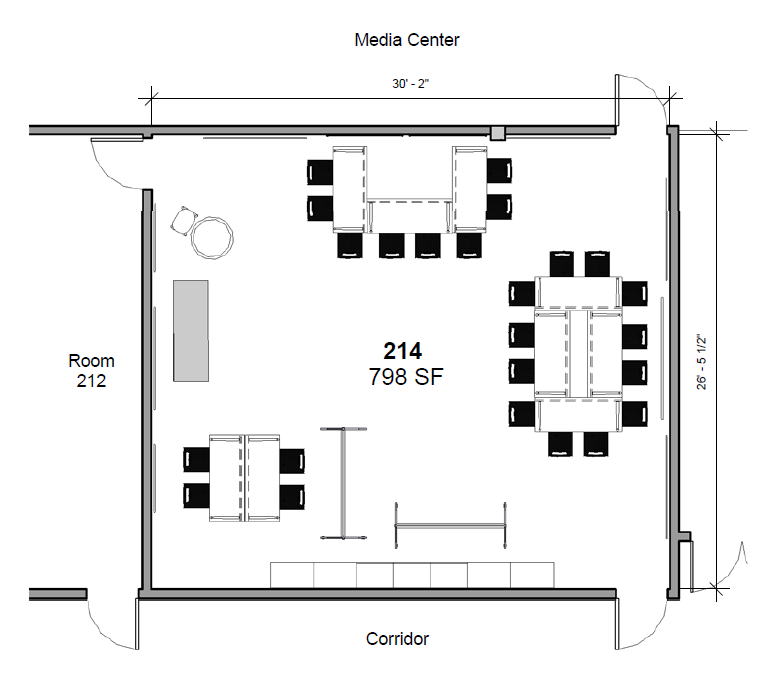 Media Center
30' - 2"
214
798 SF
Room
212
26' - 5 1/2"
Corridor